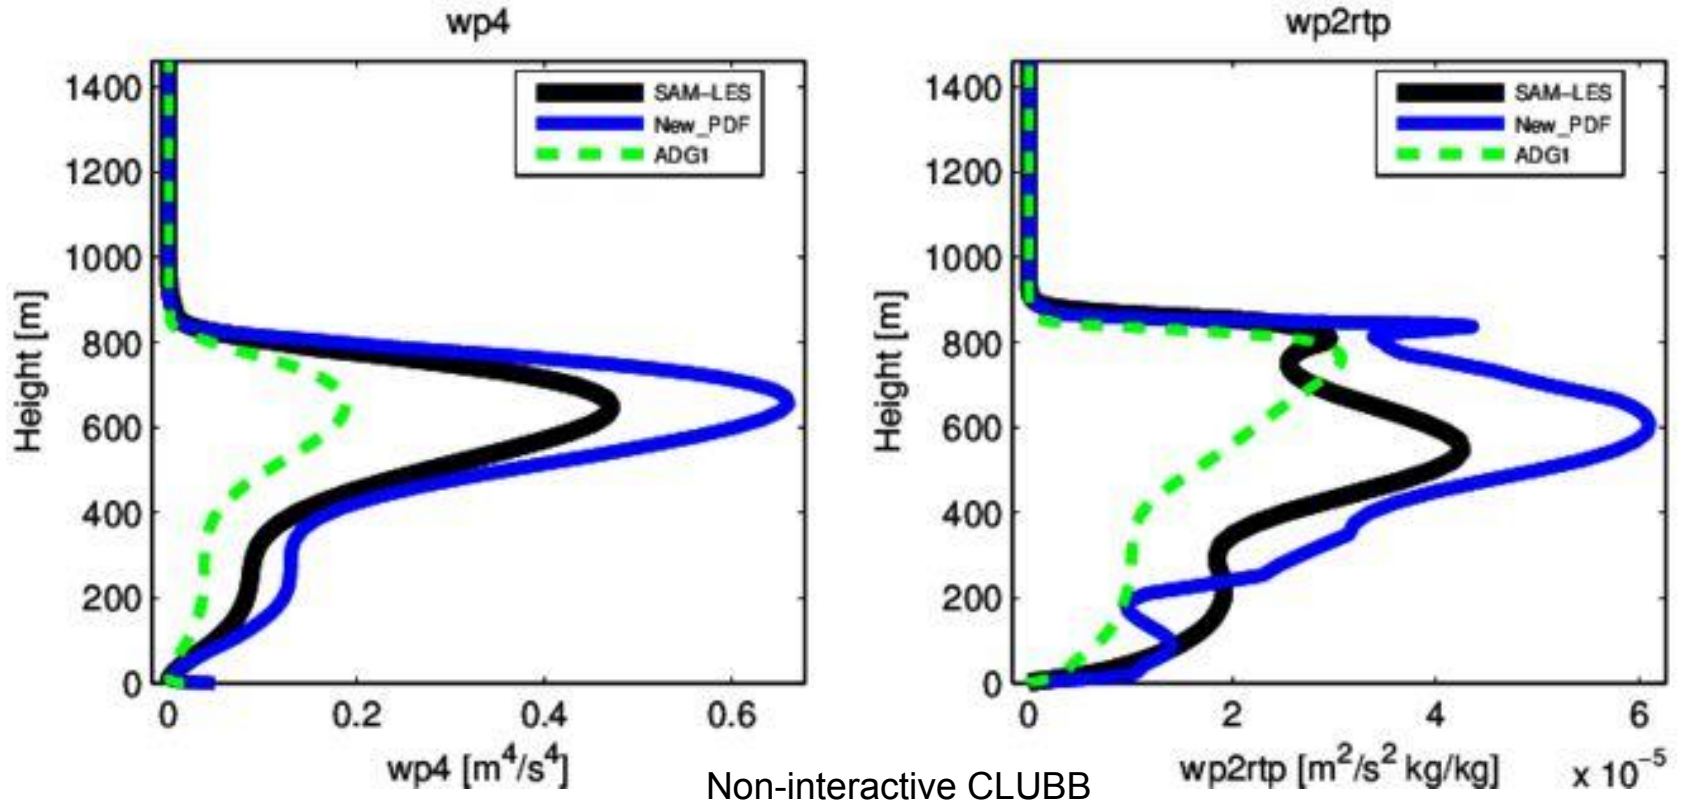 wp4
1400
1200
1000
800
600
400
200
0
Height [m]
SAM-LES
New_PDF
ADG1
0 0.2 0.4 0.6
wp4 [m⁴/s⁴]
wp2rtp
1400
1200
1000
800
600
400
200
0
Height [m]
SAM-LES
New_PDF
ADG1
0 2 4 6
wp2rtp [m²/s² kg/kg] x 10⁻⁵
Non-interactive CLUBB